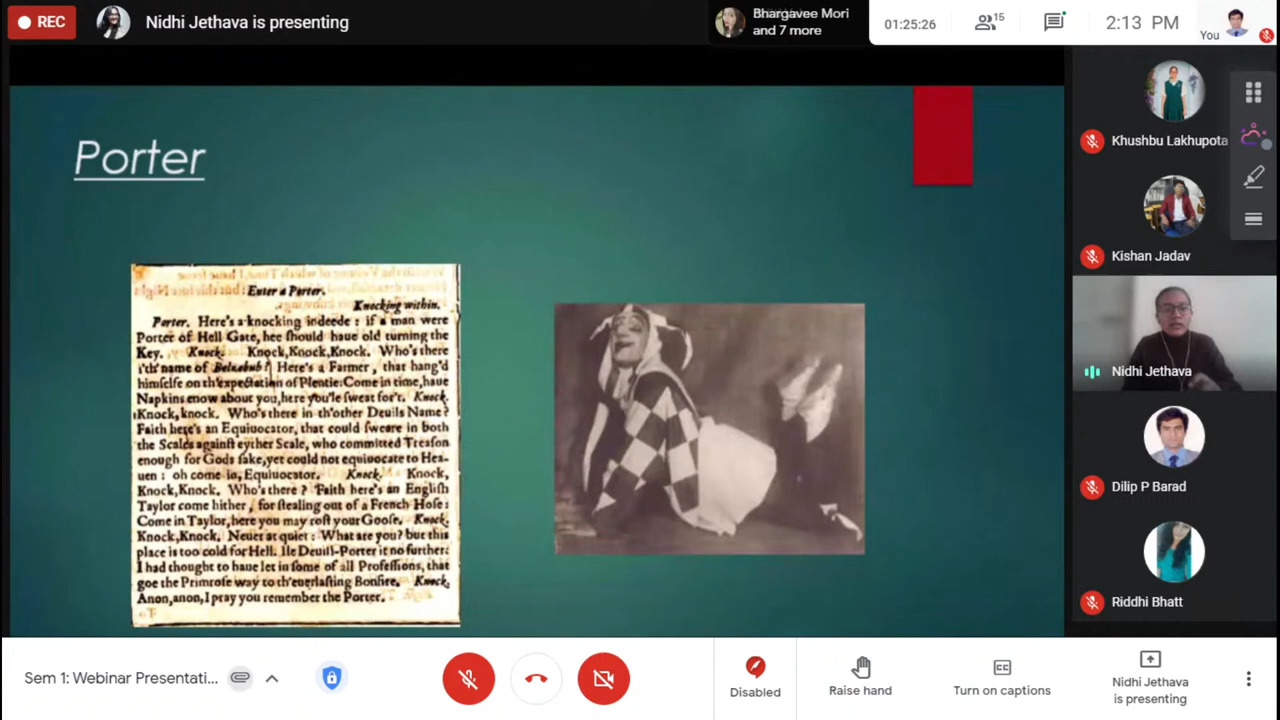 REC
Nidhi Jethava is presenting
Bhargavee Mori
and 7 more
01:25:26
15
2:13 PM
You
Porter
Enter a Porter.
Knocking within.
Porter. Here's a knocking indeede : if a man were
Porter of Hell Gate, hee should haue old turning the
Key. Knock. Knock,Knock,Knock. Who's there
i'th'name of Belzebub? Here's a Farmer, that hang'd
himselfe on th'expectation of Plentie:Come in time,haue
Napkins enow about you,here you'le sweat for't. Knock.
Knock,knock. Who's there in th'other Deuils Name?
Faith here's an Equiuocator, that could sweare in both
the Scales against eyther Scale, who committed Treason
enough for Gods sake,yet could not equiuocate to Hea-
uen : oh come in, Equiuocator. Knock. Knock,
Knock,Knock. Who's there ? Faith here's an English
Taylor come hither, for stealing out of a French Hose:
Come in Taylor,here you may rost your Goose. Knock.
Knock,Knock. Neuer at quiet : What are you? but this
place is too cold for Hell. Ile Deuill-Porter it no further:
I had thought to haue let in some of all Professions, that
goe the Primrose way to th'euerlasting Bonfire. Knock.
Anon,anon,I pray you remember the Porter.
Khushbu Lakhupota
Kishan Jadav
Nidhi Jethava
Dilip P Barad
Riddhi Bhatt
Sem 1: Webinar Presentati...
Disabled
Raise hand
Turn on captions
Nidhi Jethava
is presenting